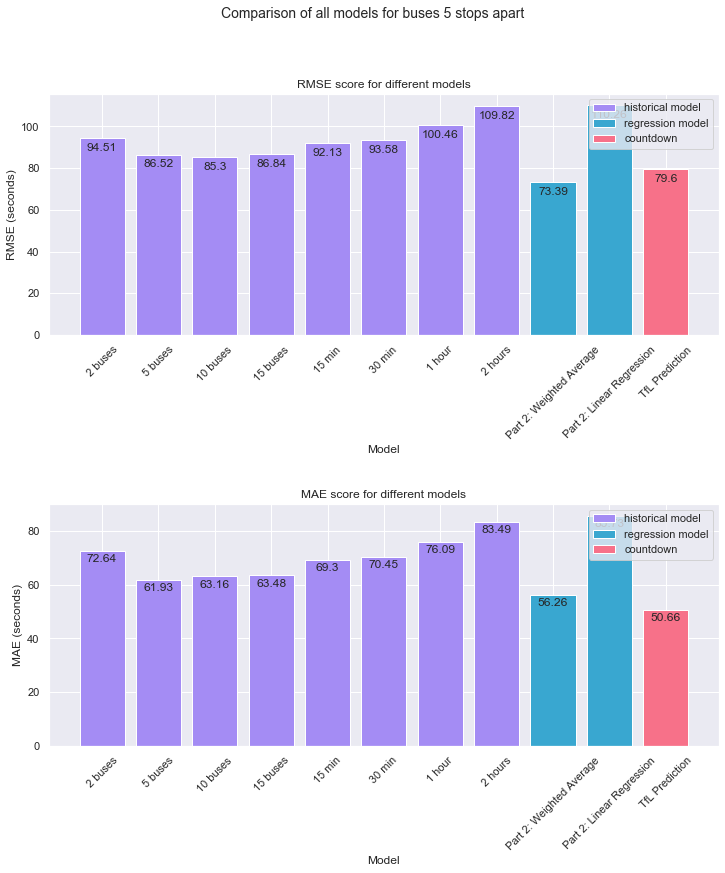 Comparison of all models for buses 5 stops apart
RMSE score for different models
historical model
regression model
countdown
RMSE (seconds)
100
80
60
40
20
0
94.51
86.52
85.3
86.84
92.13
93.58
100.46
109.82
73.39
79.6
2 buses
5 buses
10 buses
15 buses
15 min
30 min
1 hour
2 hours
Part 2: Weighted Average
Part 2: Linear Regression
TfL Prediction
Model
MAE score for different models
historical model
regression model
countdown
MAE (seconds)
80
60
40
20
0
72.64
61.93
63.16
63.48
69.3
70.45
76.09
83.49
56.26
50.66
2 buses
5 buses
10 buses
15 buses
15 min
30 min
1 hour
2 hours
Part 2: Weighted Average
Part 2: Linear Regression
TfL Prediction
Model